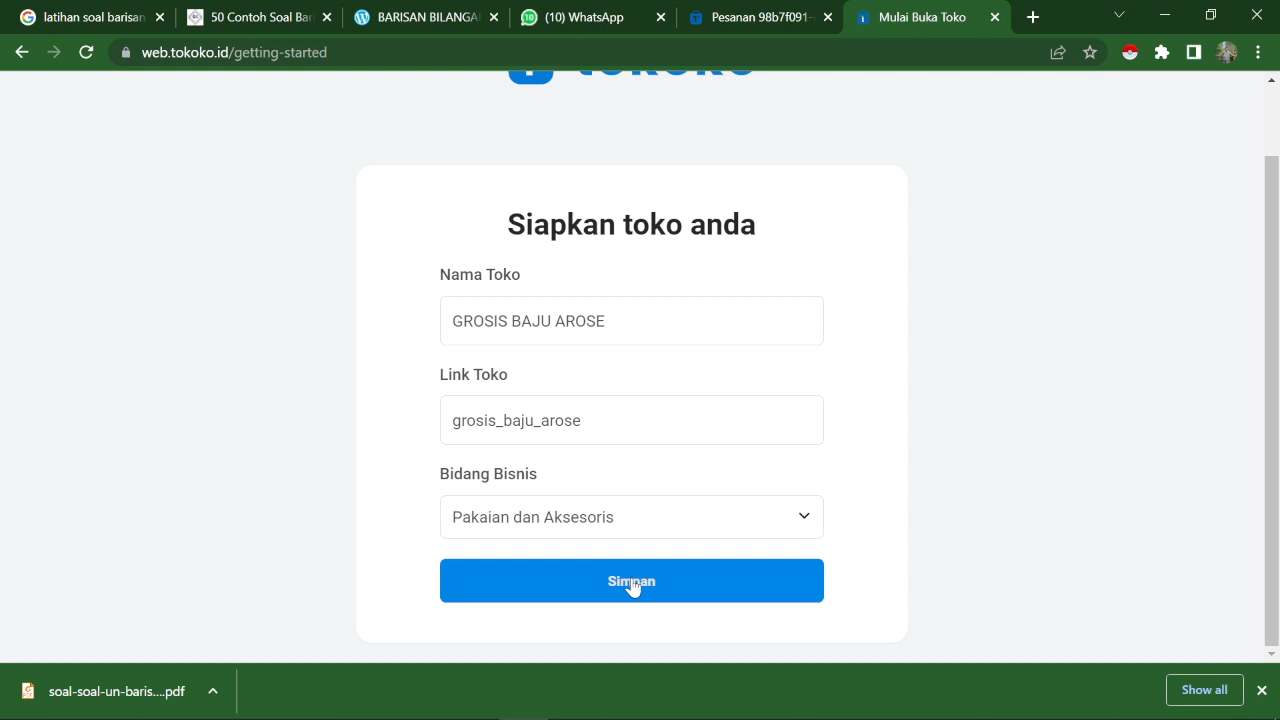 latihan soal barisan
50 Contoh Soal Bar
BARISAN BILANGA
(10) WhatsApp
Pesanan 98b7f091-
Mulai Buka Toko
web.tokoko.id/getting-started
Siapkan toko anda
Nama Toko
GROSIS BAJU AROSE
Link Toko
grosis_baju_arose
Bidang Bisnis
Pakaian dan Aksesoris
Simpan
soal-soal-un-baris....pdf
Show all